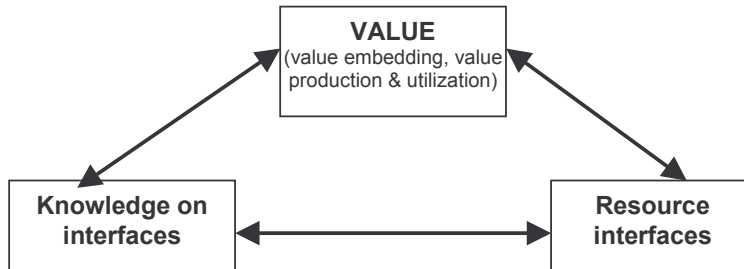 VALUE
(value embedding, value
production & utilization)
Knowledge on
interfaces
Resource
interfaces